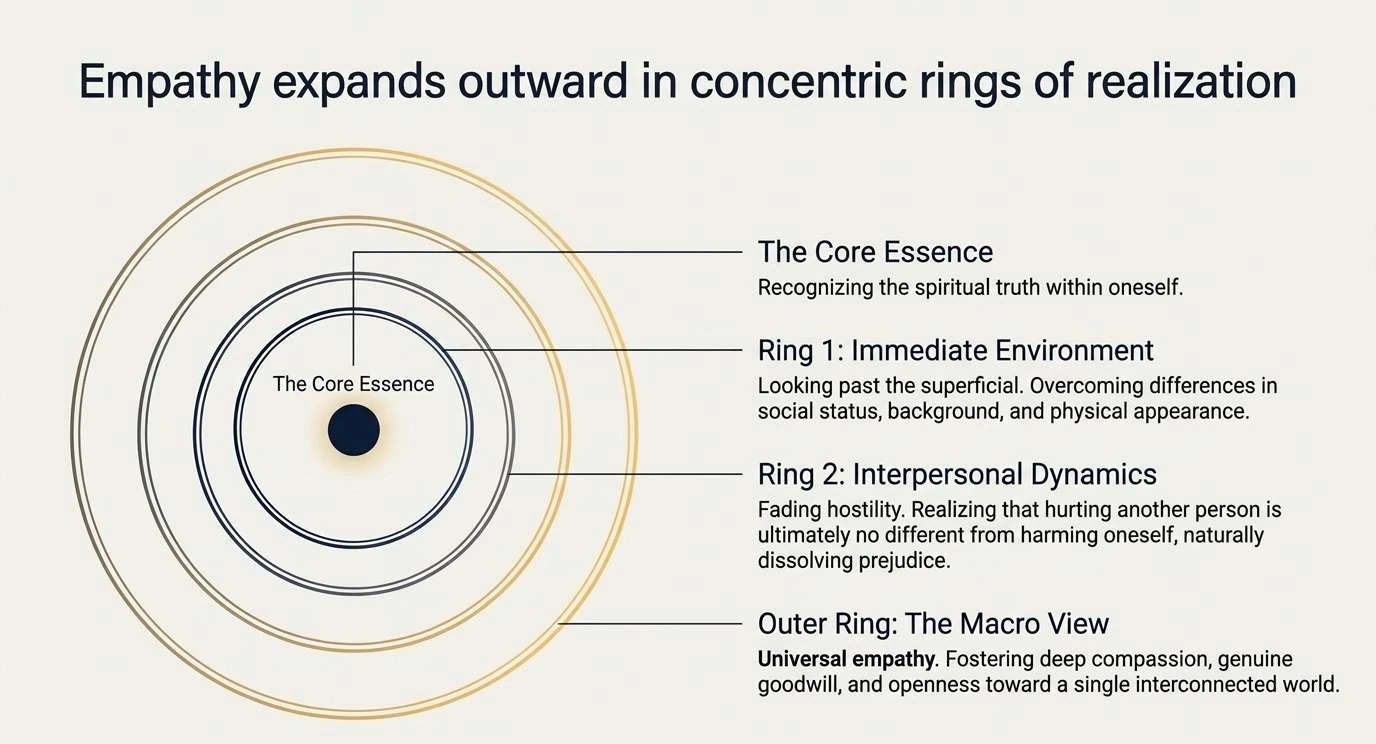 Empathy expands outward in concentric rings of realization
The Core Essence
The Core Essence
Recognizing the spiritual truth within oneself.
Ring 1: Immediate Environment
Looking past the superficial. Overcoming differences in
social status, background, and physical appearance.
Ring 2: Interpersonal Dynamics
Fading hostility. Realizing that hurting another person is
ultimately no different from harming oneself, naturally
dissolving prejudice.
Outer Ring: The Macro View
Universal empathy. Fostering deep compassion, genuine
goodwill, and openness toward a single interconnected world.